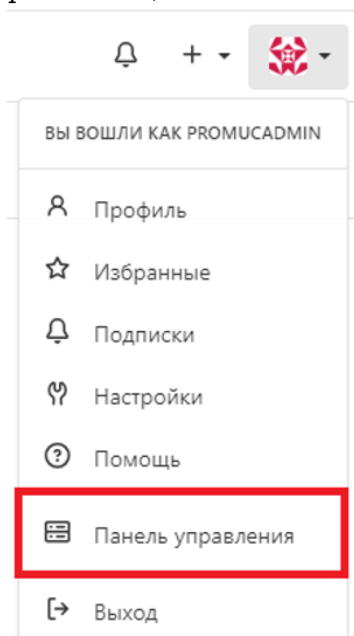 ВЫ ВОШЛИ КАК PROMUCADMIN
Профиль
Избранные
Подписки
Настройки
Помощь
Панель управления
Выход